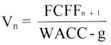 Vₙ = FCFFₙ₊₁ / WACC - g